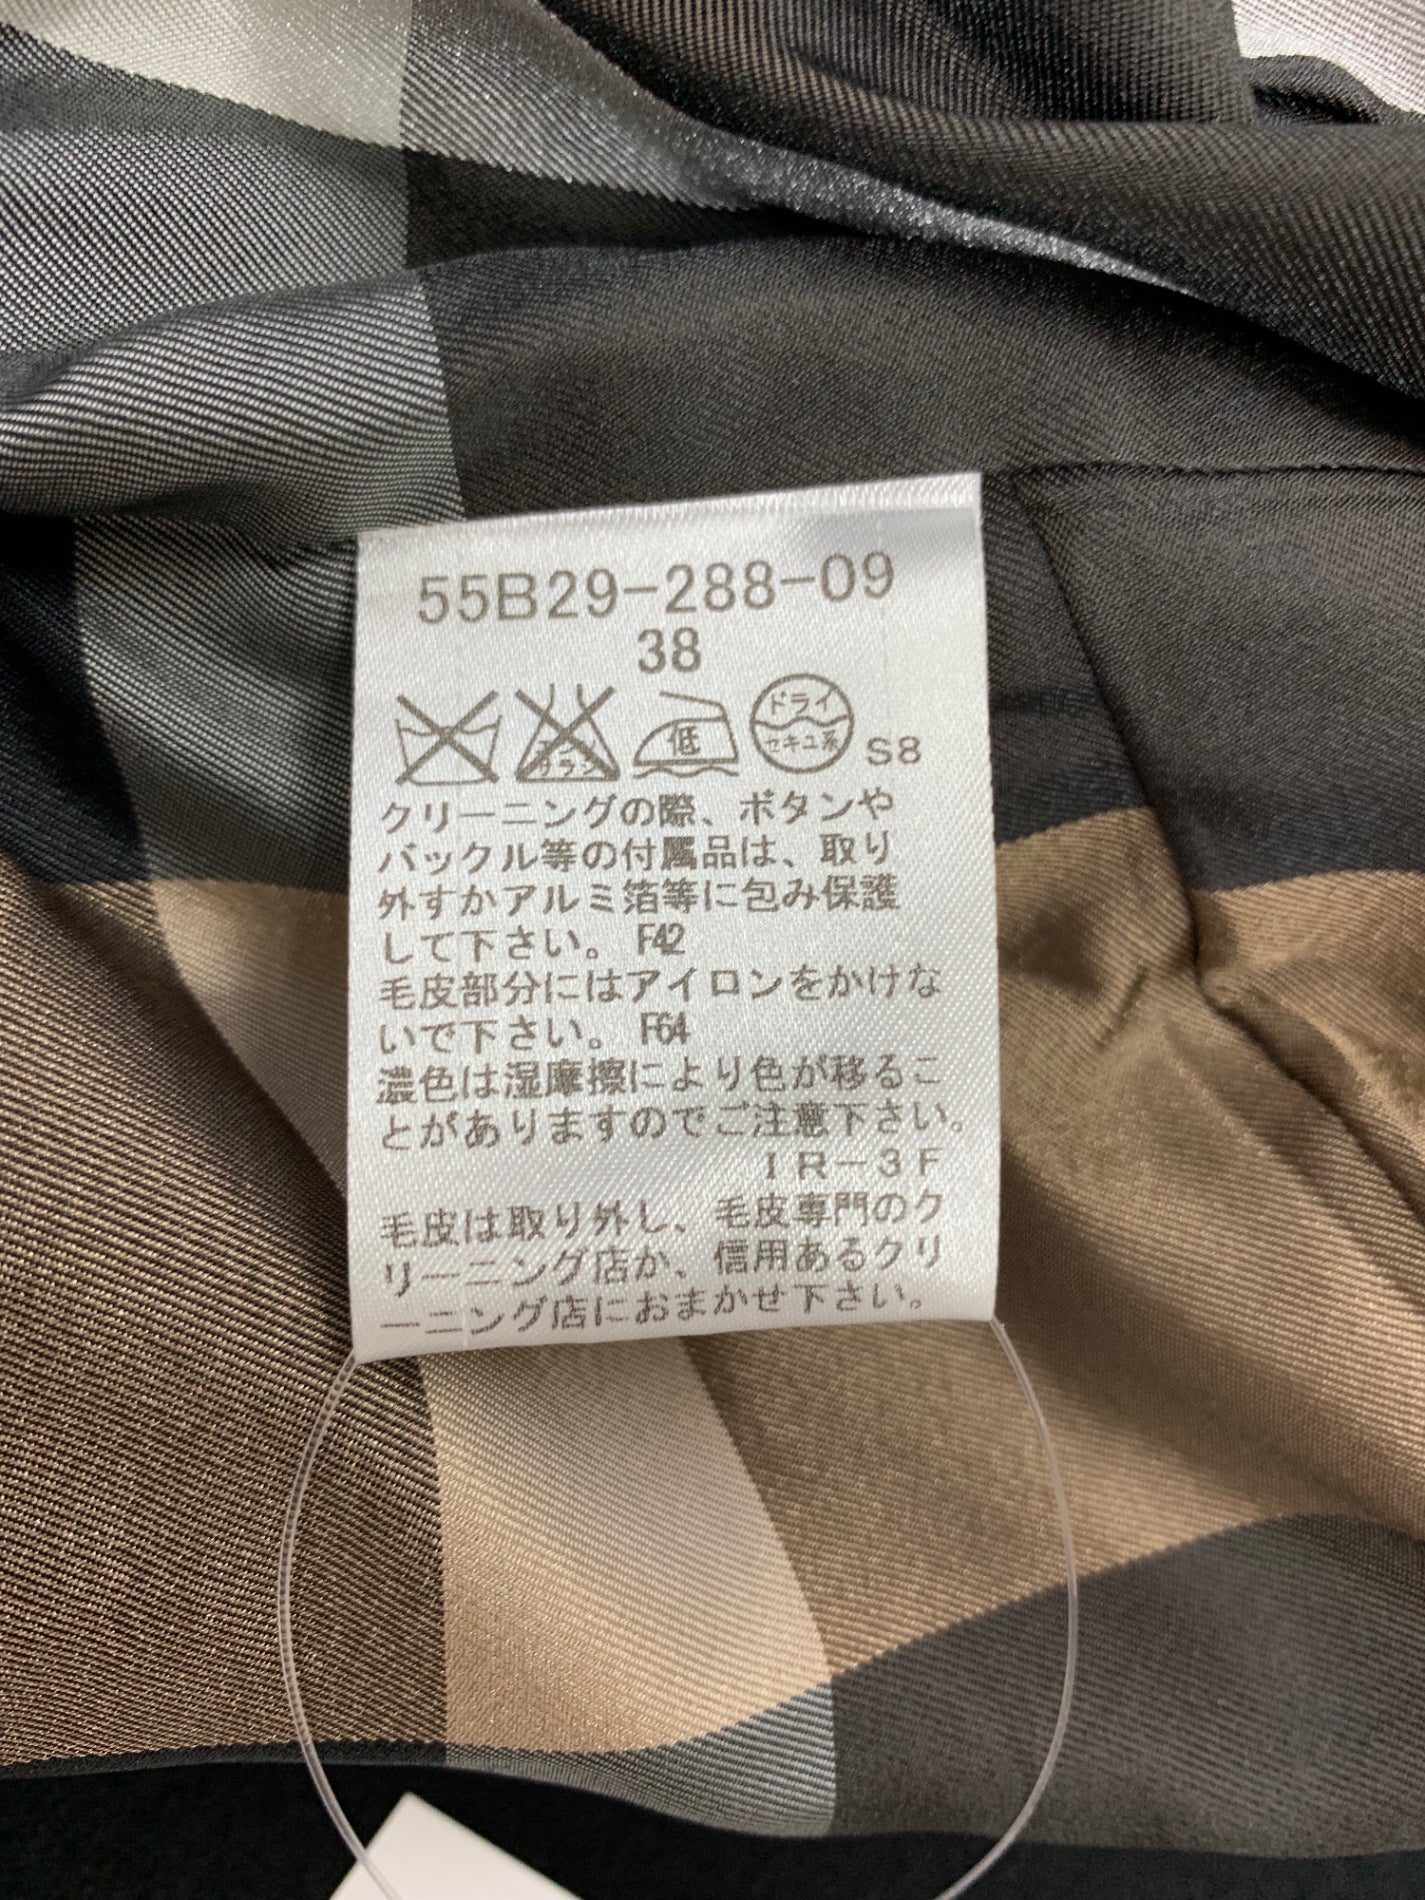 55B29-288-09
38
エンソ サラシ 低 ドライ セキユ系 S8
クリーニングの際、ボタンや
バックル等の付属品は、取り
外すかアルミ箔等に包み保護
して下さい。F42
毛皮部分にはアイロンをかけな
いで下さい。F64
濃色は湿摩擦により色が移るこ
とがありますのでご注意下さい。
IR-3F
毛皮は取り外し、毛皮専門のク
リーニング店か、信用あるクリ
ーニング店におまかせ下さい。